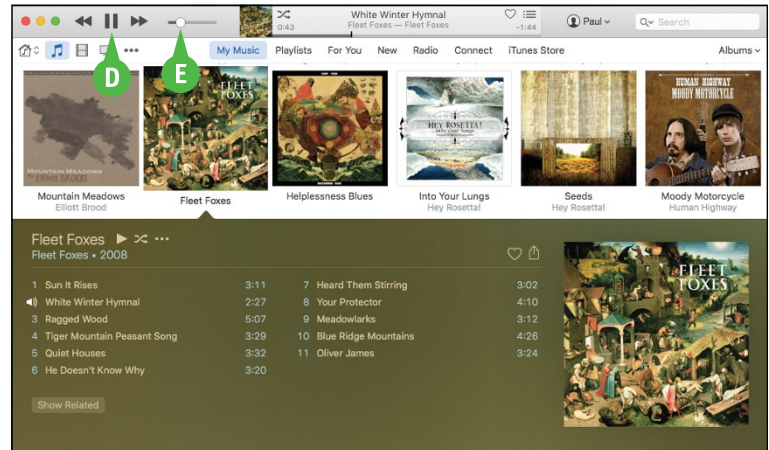 White Winter Hymnal
0:43 Fleet Foxes — Fleet Foxes -1:44
Paul
Search
D E
My Music Playlists For You New Radio Connect iTunes Store Albums
MOUNTAIN MEADOWS
ELLIOTT BROOD
FLEET FOXES
HEY ROSETTA!
into your lungs
HUMAN HIGHWAY
MOODY MOTORCYCLE
Mountain Meadows
Elliott Brood
Fleet Foxes
Helplessness Blues
Into Your Lungs
Hey Rosetta!
Seeds
Hey Rosetta!
Moody Motorcycle
Human Highway
Fleet Foxes
Fleet Foxes • 2008
1 Sun It Rises 3:11
White Winter Hymnal 2:27
3 Ragged Wood 5:07
4 Tiger Mountain Peasant Song 3:29
5 Quiet Houses 3:32
6 He Doesn't Know Why 3:20
7 Heard Them Stirring 3:02
8 Your Protector 4:10
9 Meadowlarks 3:12
10 Blue Ridge Mountains 4:26
11 Oliver James 3:24
FLEET
FOXES
Show Related